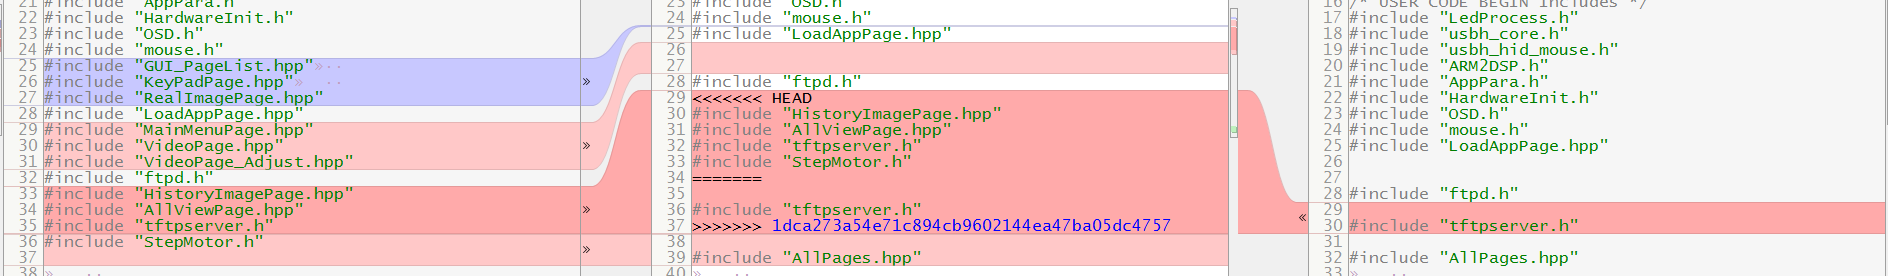 21 #include "AppPara.h"
22 #include "HardwareInit.h"
23 #include "OSD.h"
24 #include "mouse.h"
25 #include "GUI_PageList.hpp"
26 #include "KeyPadPage.hpp"
27 #include "RealImagePage.hpp"
28 #include "LoadAppPage.hpp"
29 #include "MainMenuPage.hpp"
30 #include "VideoPage.hpp"
31 #include "VideoPage_Adjust.hpp"
32 #include "ftpd.h"
33 #include "HistoryImagePage.hpp"
34 #include "AllViewPage.hpp"
35 #include "tftpserver.h"
36 #include "StepMotor.h"
37
38
23 #include "OSD.h"
24 #include "mouse.h"
25 #include "LoadAppPage.hpp"
26
27
28 #include "ftpd.h"
29 <<<<<<< HEAD
30 #include "HistoryImagePage.hpp"
31 #include "AllViewPage.hpp"
32 #include "tftpserver.h"
33 #include "StepMotor.h"
34 =======
35
36 #include "tftpserver.h"
37 >>>>>>> 1dca273a54e71c894cb9602144ea47ba05dc4757
38
39 #include "AllPages.hpp"
40
16 /* USER CODE BEGIN Includes */
17 #include "LedProcess.h"
18 #include "usbh_core.h"
19 #include "usbh_hid_mouse.h"
20 #include "ARM2DSP.h"
21 #include "AppPara.h"
22 #include "HardwareInit.h"
23 #include "OSD.h"
24 #include "mouse.h"
25 #include "LoadAppPage.hpp"
26
27
28 #include "ftpd.h"
29
30 #include "tftpserver.h"
31
32 #include "AllPages.hpp"
33